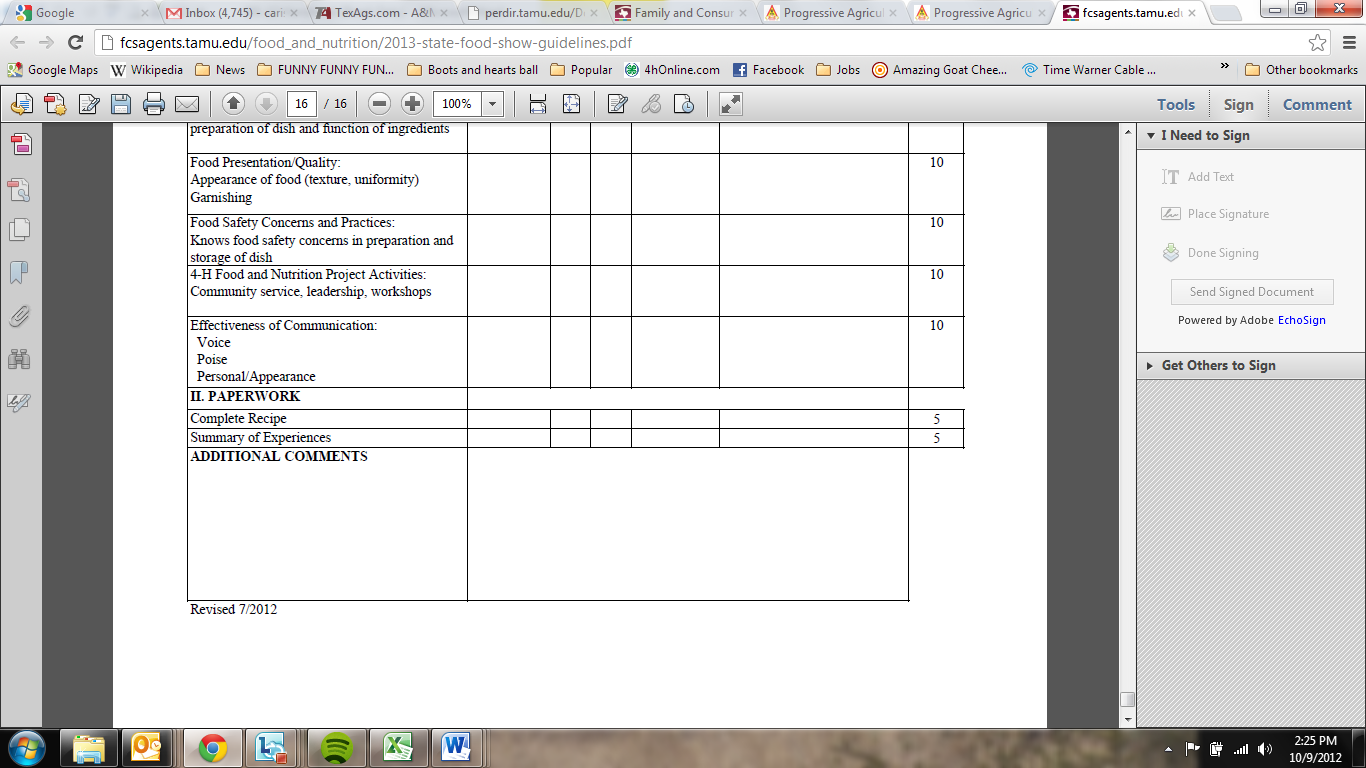 Google
Inbox (4,745) - cari
TexAgs.com - A&M
perdir.tamu.edu/D
Family and Consun
Progressive Agricul
Progressive Agricu
fcsagents.tamu.edu
fcsagents.tamu.edu/food_and_nutrition/2013-state-food-show-guidelines.pdf
Google Maps
Wikipedia
News
FUNNY FUNNY FUN...
Boots and hearts ball
Popular
4hOnline.com
Facebook
Jobs
Amazing Goat Chee...
Time Warner Cable ...
Other bookmarks
16 / 16
100%
Tools
Sign
Comment
preparation of dish and function of ingredients
Food Presentation/Quality:
10
Appearance of food (texture, uniformity)
Garnishing
Food Safety Concerns and Practices:
10
Knows food safety concerns in preparation and
storage of dish
4-H Food and Nutrition Project Activities:
10
Community service, leadership, workshops
Effectiveness of Communication:
10
Voice
Poise
Personal/Appearance
II. PAPERWORK
Complete Recipe
5
Summary of Experiences
5
ADDITIONAL COMMENTS
Revised 7/2012
I Need to Sign
Add Text
Place Signature
Done Signing
Send Signed Document
Powered by Adobe EchoSign
Get Others to Sign
2:25 PM
10/9/2012